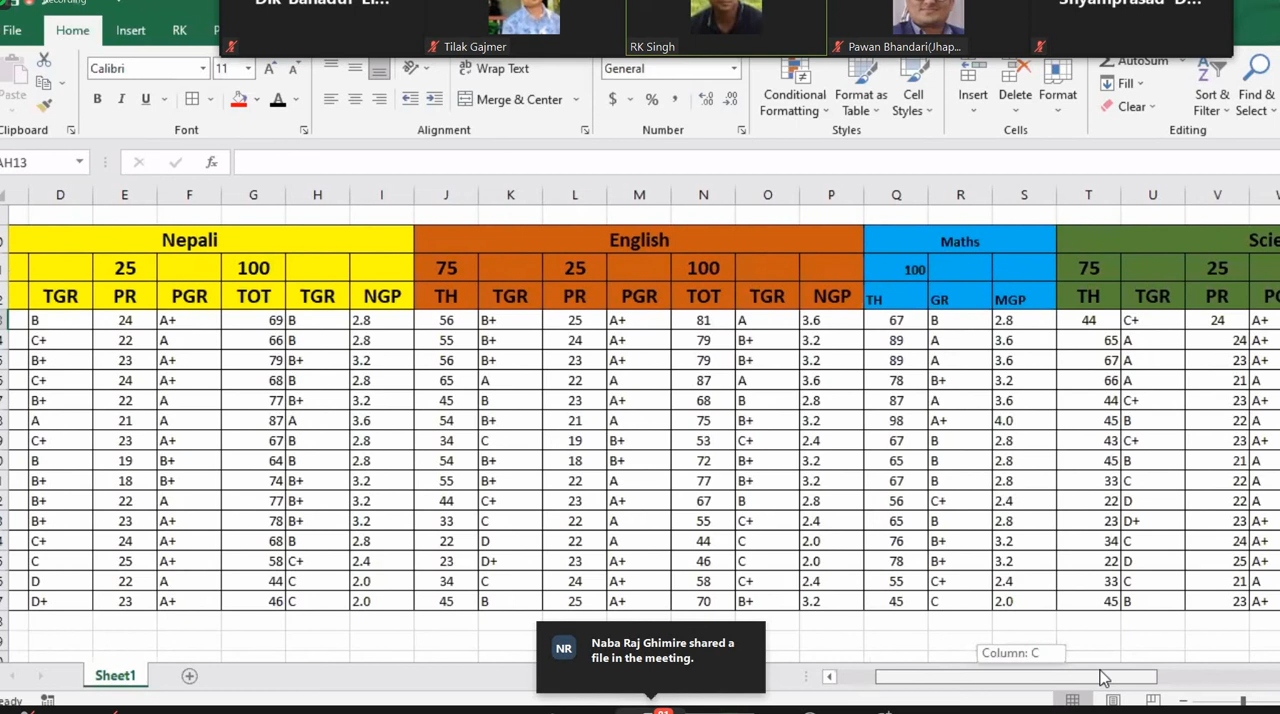 Recording
Dik Bahadur Li...
Shyamprasad D...
Tilak Gajmer
RK Singh
Pawan Bhandari(Jhap...
File Home Insert RK
Paste
Clipboard
Calibri 11
B I U
Font
Wrap Text
Merge & Center
Alignment
General
$ % ,
Number
Conditional Formatting
Format as Table
Cell Styles
Styles
Insert Delete Format
Cells
AutoSum
Fill
Clear
Sort & Filter
Find & Select
Editing
AH13 fx
D E F G H I J K L M N O P Q R S T U V
Nepali English Maths
25 100 75 25 100 100 75 25
TGR PR PGR TOT TGR NGP TH TGR PR PGR TOT TGR NGP TH GR MGP TH TGR PR
B 24 A+ 69 B 2.8 56 B+ 25 A+ 81 A 3.6 67 B 2.8 44 C+ 24 A+
C+ 22 A 66 B 2.8 55 B+ 24 A+ 79 B+ 3.2 89 A 3.6 65 A 24 A+
B+ 23 A+ 79 B+ 3.2 56 B+ 23 A+ 79 B+ 3.2 89 A 3.6 67 A 23 A+
C+ 24 A+ 68 B 2.8 65 A 22 A 87 A 3.6 78 B+ 3.2 66 A 21 A
B+ 22 A 77 B+ 3.2 45 B 23 A+ 68 B 2.8 87 A 3.6 44 C+ 23 A+
A 21 A 87 A 3.6 54 B+ 21 A 75 B+ 3.2 98 A+ 4.0 45 B 22 A
C+ 23 A+ 67 B 2.8 34 C 19 B+ 53 C+ 2.4 67 B 2.8 43 C+ 23 A+
B 19 B+ 64 B 2.8 54 B+ 18 B+ 72 B+ 3.2 65 B 2.8 45 B 21 A
B+ 18 B+ 74 B+ 3.2 55 B+ 22 A 77 B+ 3.2 67 B 2.8 33 C 22 A
B+ 22 A 77 B+ 3.2 44 C+ 23 A+ 67 B 2.8 56 C+ 2.4 22 D 22 A
B+ 23 A+ 78 B+ 3.2 33 C 22 A 55 C+ 2.4 65 B 2.8 23 D+ 23 A+
C+ 24 A+ 68 B 2.8 22 D 22 A 44 C 2.0 76 B+ 3.2 34 C 24 A+
C 25 A+ 58 C+ 2.4 23 D+ 23 A+ 46 C 2.0 78 B+ 3.2 22 D 25 A+
D 22 A 44 C 2.0 34 C 24 A+ 58 C+ 2.4 55 C+ 2.4 33 C 21 A
D+ 23 A+ 46 C 2.0 45 B 25 A+ 70 B+ 3.2 45 C 2.0 45 B 23 A+
NR
Naba Raj Ghimire shared a
file in the meeting.
Column: C
Sheet1